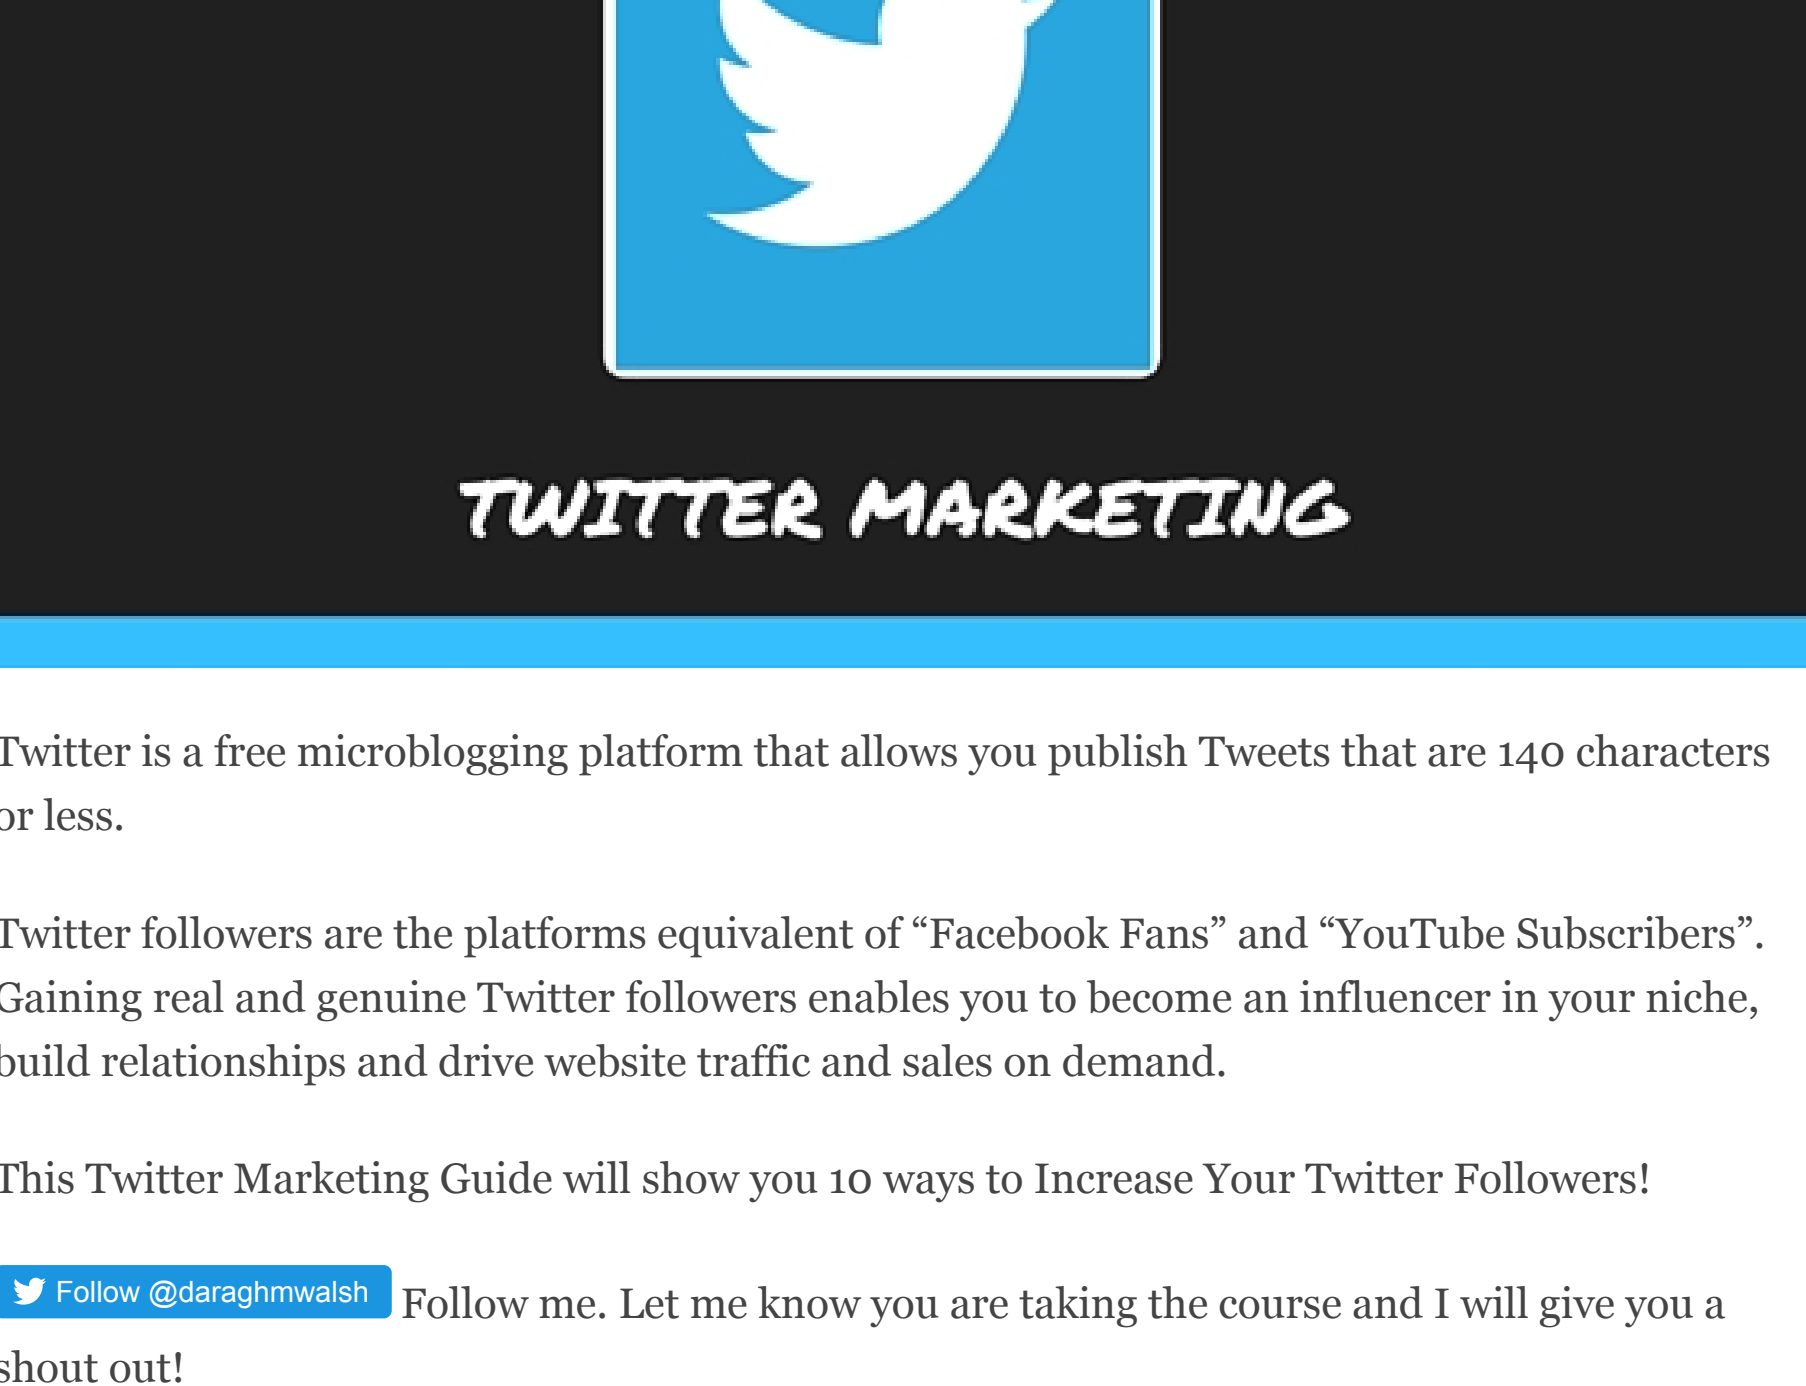 TWITTER MARKETING
Twitter is a free microblogging platform that allows you publish Tweets that are 140 characters
or less.
Twitter followers are the platforms equivalent of “Facebook Fans” and “YouTube Subscribers”.
Gaining real and genuine Twitter followers enables you to become an influencer in your niche,
build relationships and drive website traffic and sales on demand.
This Twitter Marketing Guide will show you 10 ways to Increase Your Twitter Followers!
Follow @daraghmwalsh Follow me. Let me know you are taking the course and I will give you a
shout out!